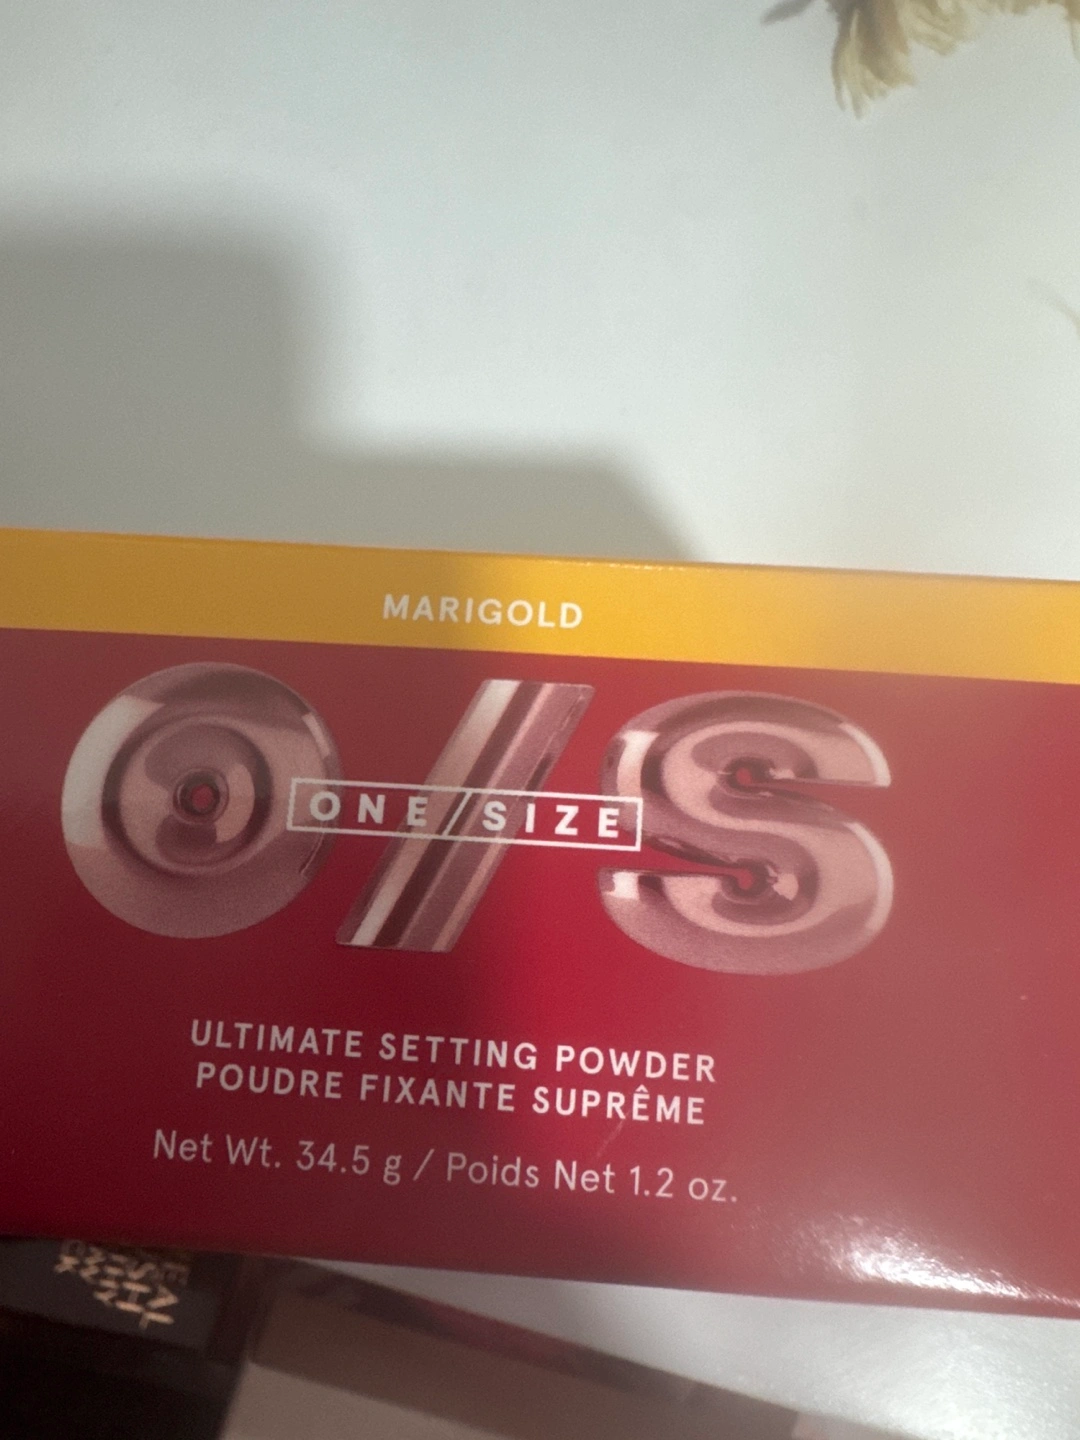 MARIGOLD
O/S
ONE/SIZE
ULTIMATE SETTING POWDER
POUDRE FIXANTE SUPRÊME
Net Wt. 34.5 g / Poids Net 1.2 oz.